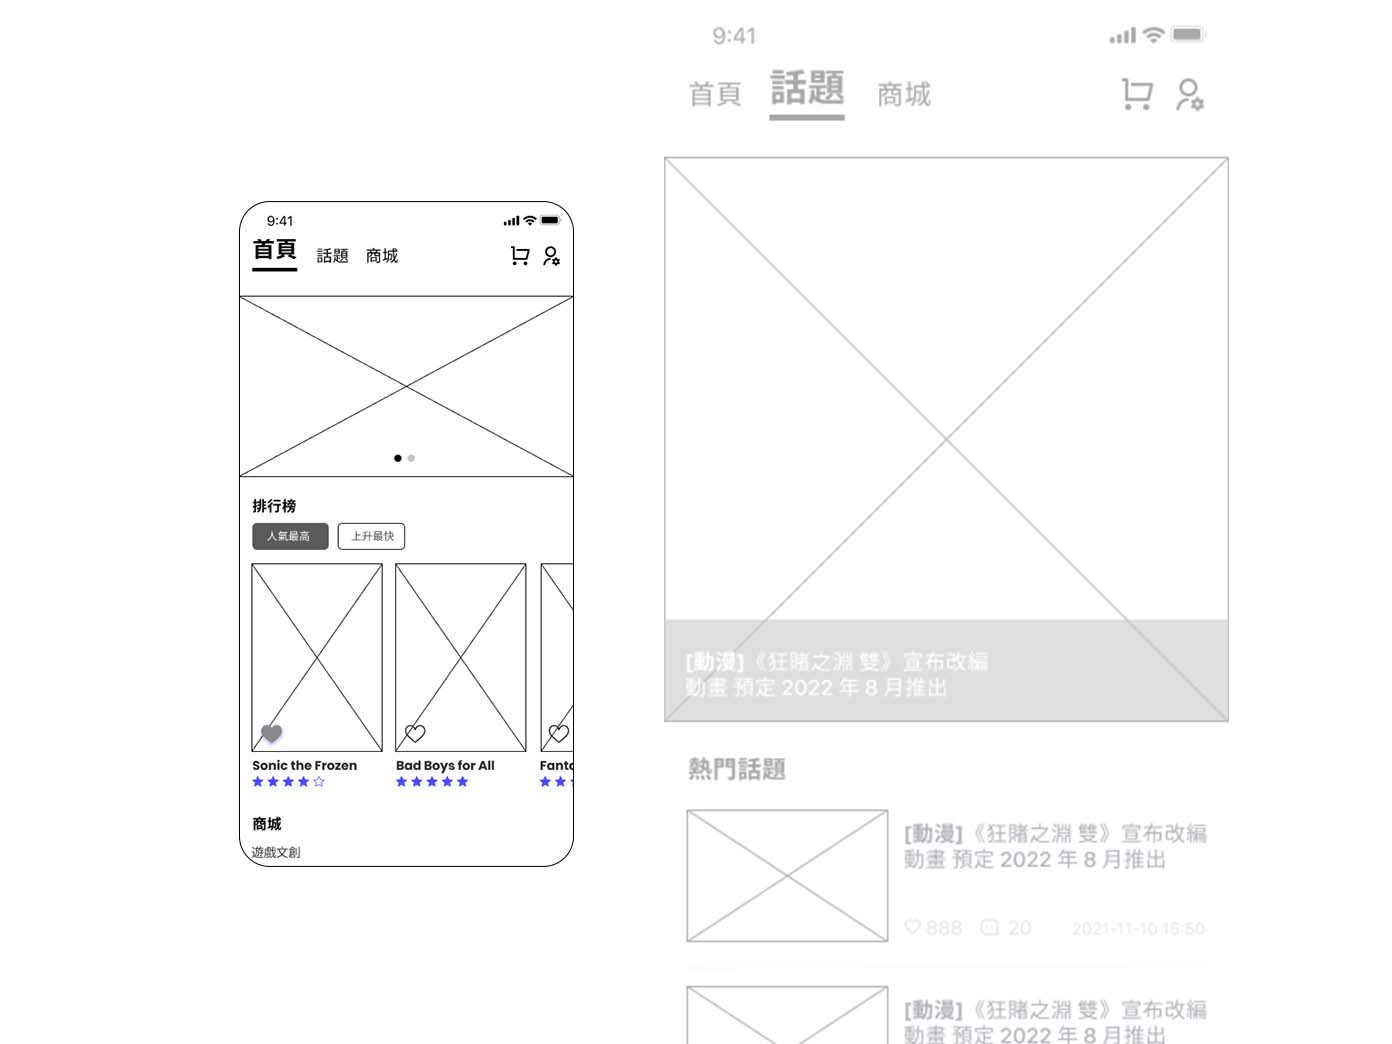 9:41
首頁 話題 商城
排行榜
人氣最高 上升最快
Sonic the Frozen
Bad Boys for All
商城
遊戲文創
9:41
首頁 話題 商城
[動漫]《狂賭之淵 雙》宣布改編
動畫 預定 2022 年 8 月推出
熱門話題
[動漫]《狂賭之淵 雙》宣布改編
動畫 預定 2022 年 8 月推出
888 20 2021-11-10 15:50
[動漫]《狂賭之淵 雙》宣布改編
動畫 預定 2022 年 8 月推出